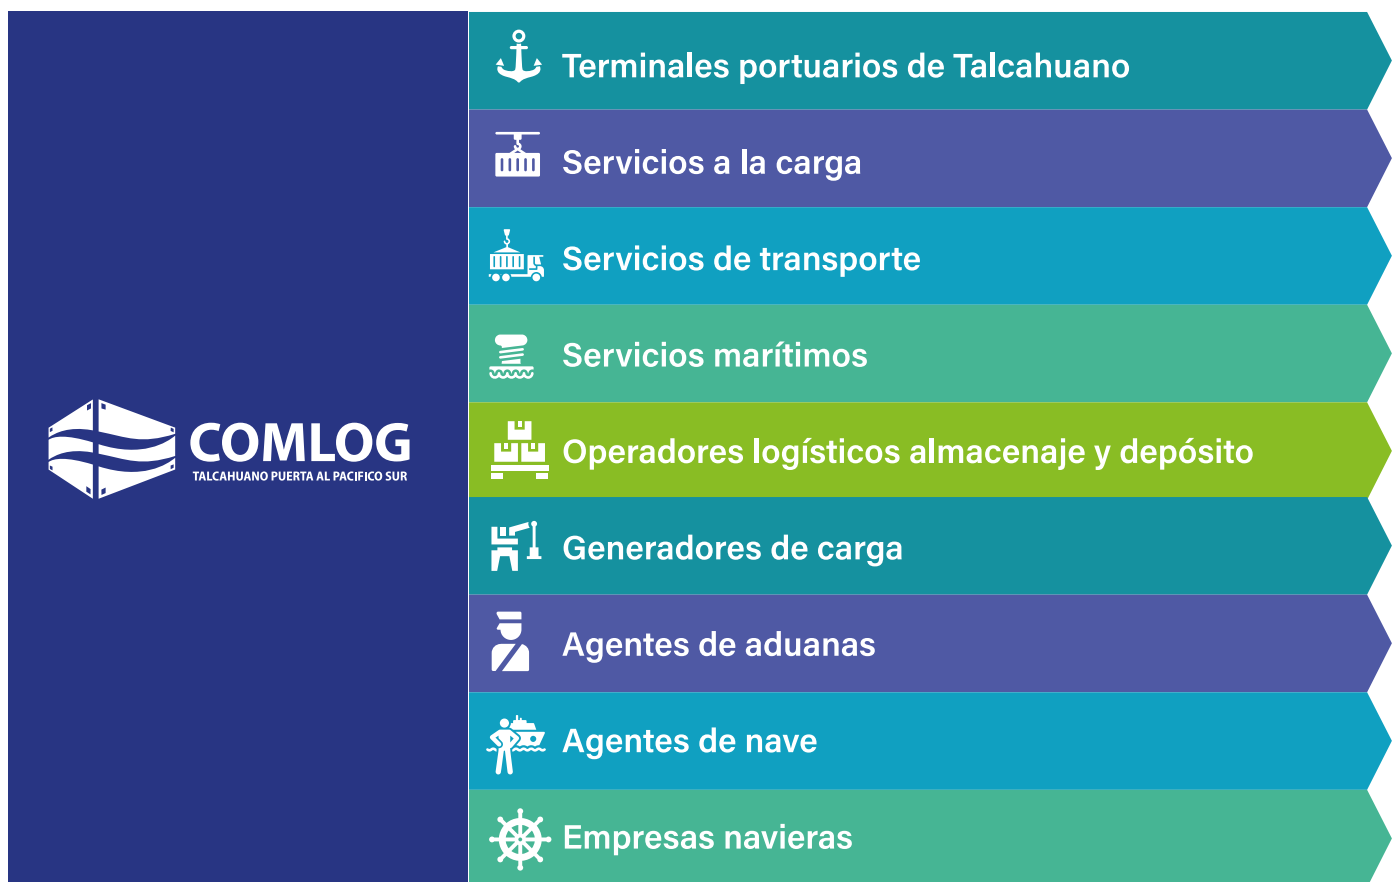 COMLOG
TALCAHUANO PUERTA AL PACIFICO SUR
Terminales portuarios de Talcahuano
Servicios a la carga
Servicios de transporte
Servicios marítimos
Operadores logísticos almacenaje y depósito
Generadores de carga
Agentes de aduanas
Agentes de nave
Empresas navieras